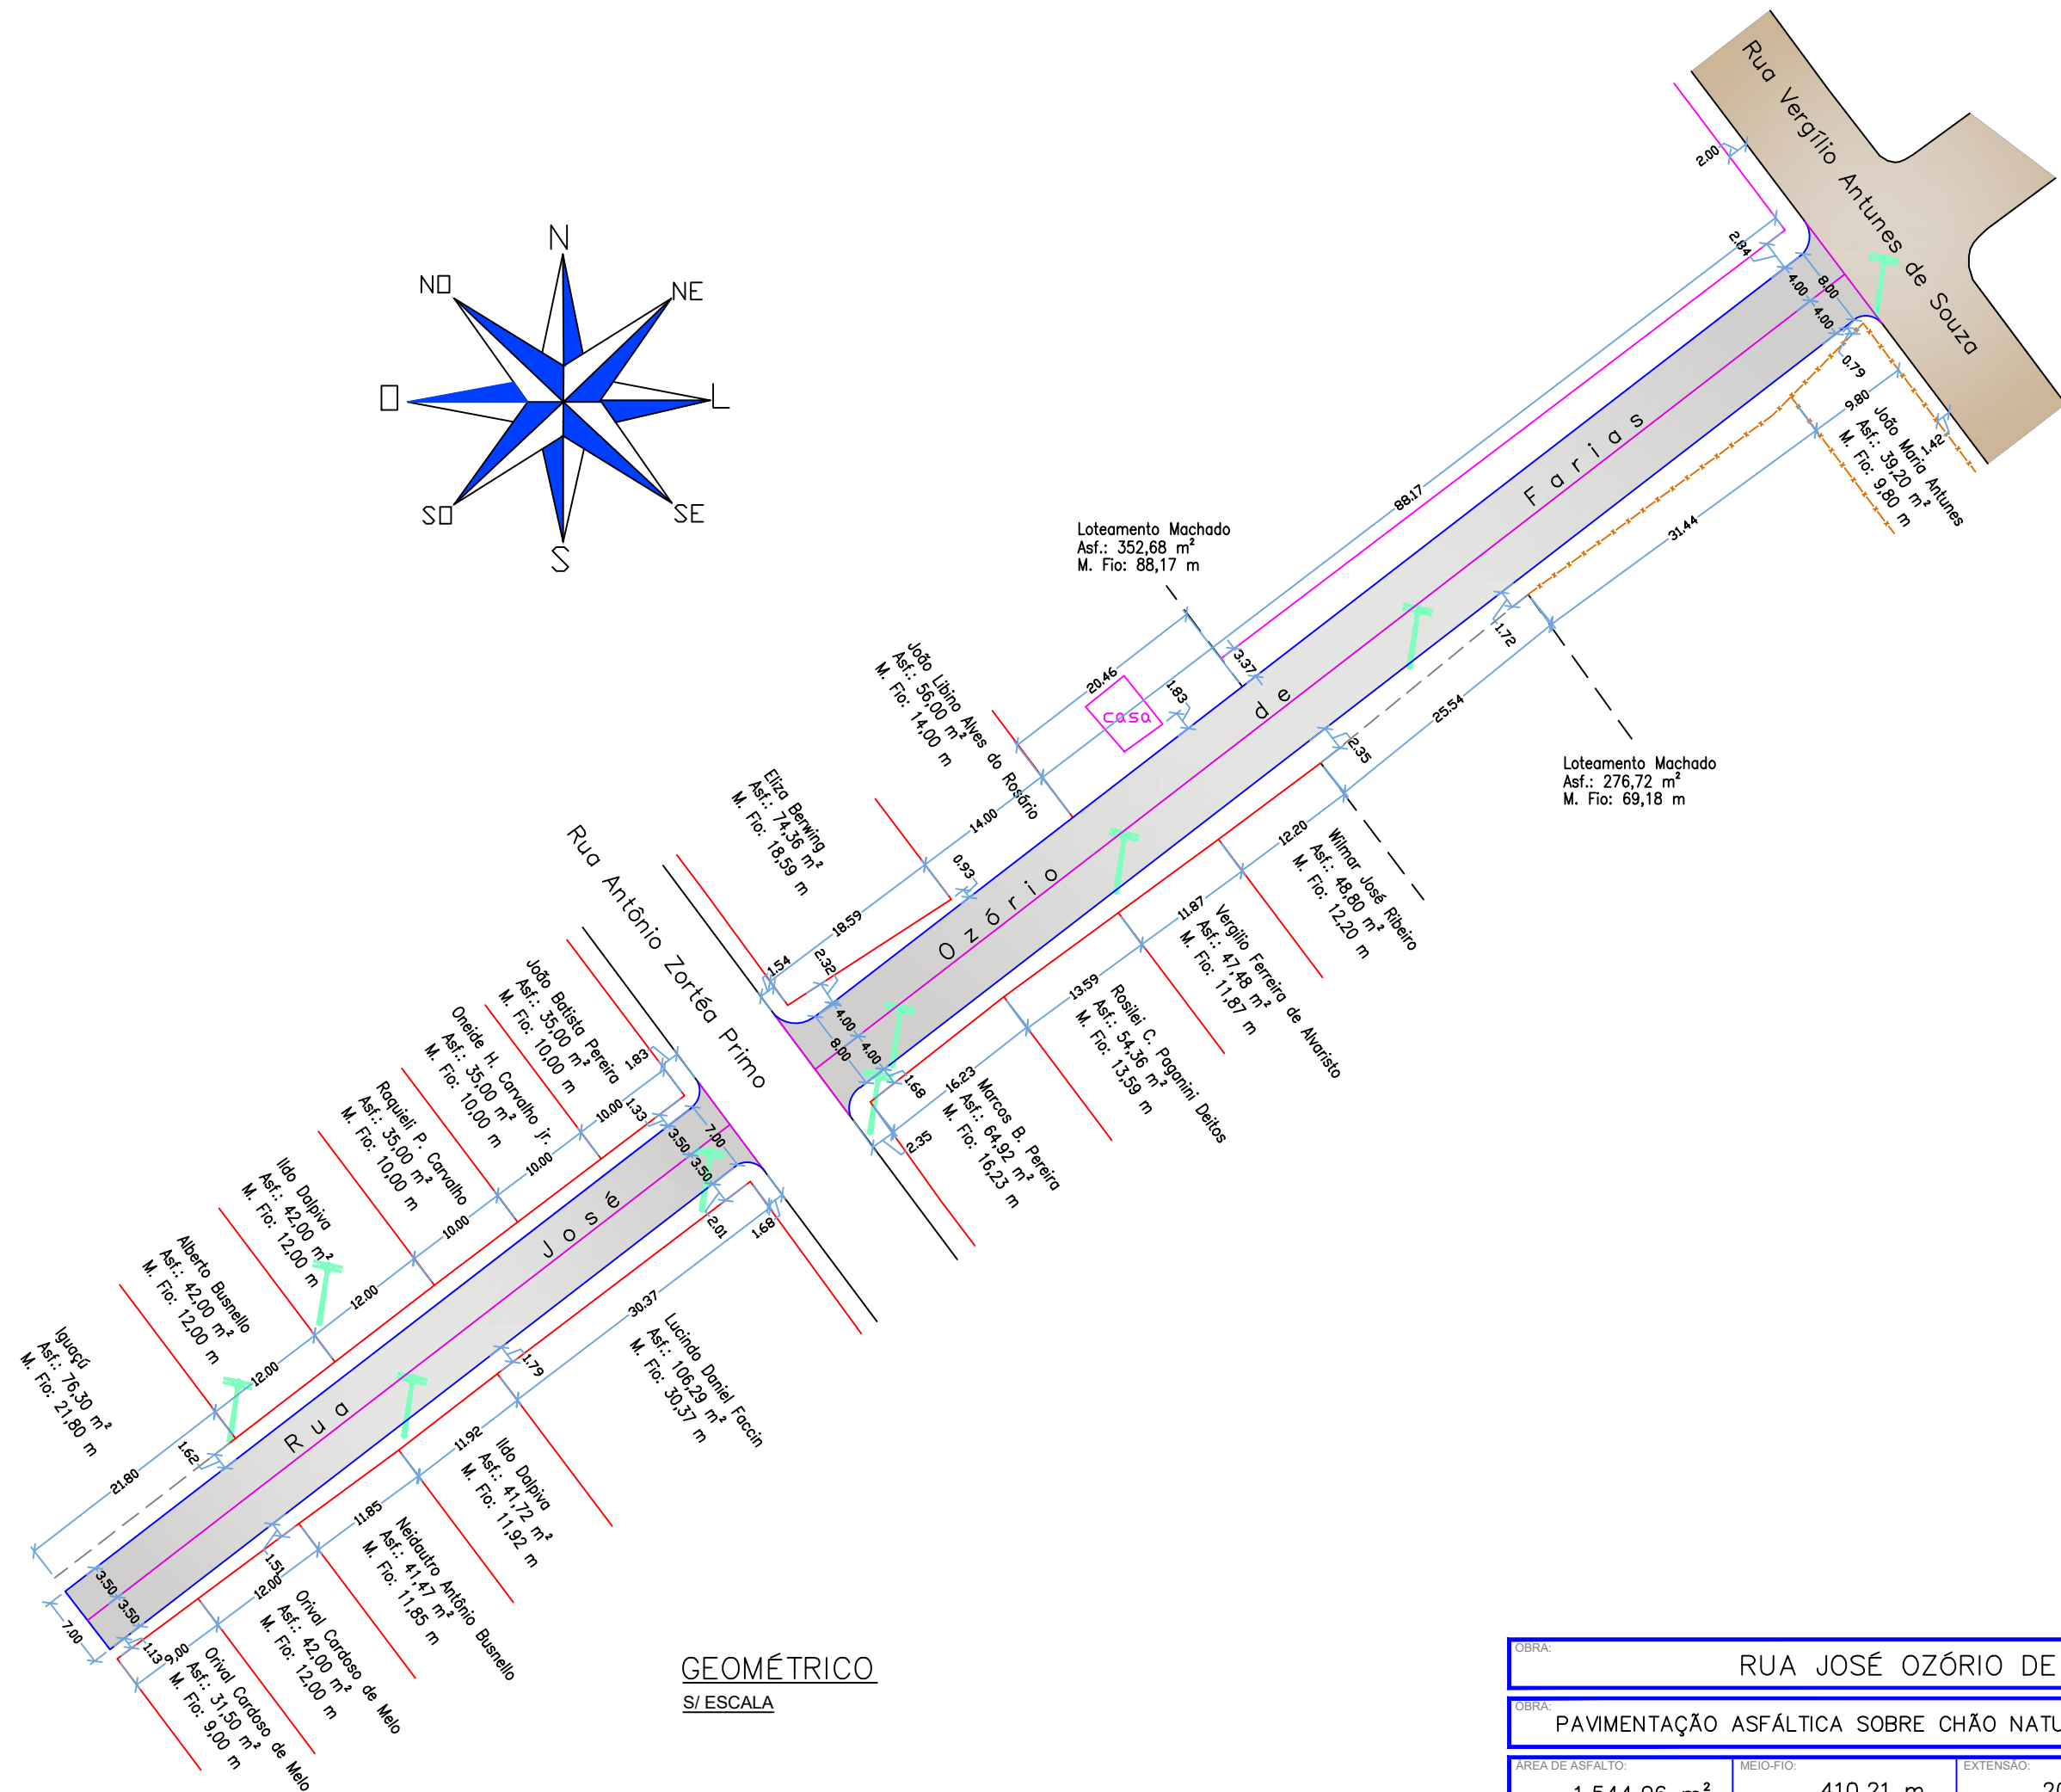 N
NO
NE
O
L
SO
SE
S
Rua Vergílio Antunes de Souza
2.00
2.84
4.00
4.00
8.00
0.79
9.80
1.42
João Maria Antunes
Asf.: 39,20 m²
M. Fio: 9,80 m
88.17
31.44
Loteamento Machado
Asf.: 352,68 m²
M. Fio: 88,17 m
20.46
3.37
1.83
casa
1.72
25.54
2.35
Loteamento Machado
Asf.: 276,72 m²
M. Fio: 69,18 m
João Libino Alves do Rosário
Asf.: 56,00 m²
M. Fio: 14,00 m
14.00
Eliza Berwing
Asf.: 74,36 m²
M. Fio: 18,59 m
18.59
0.93
1.54
2.32
4.00
4.00
8.00
1.68
2.35
12.20
Wilmar José Ribeiro
Asf.: 48,80 m²
M. Fio: 12,20 m
11.87
Vergilio Ferreira de Alvaristo
Asf.: 47,48 m²
M. Fio: 11,87 m
13.59
Rosilei C. Paganini Deitos
Asf.: 54,36 m²
M. Fio: 13,59 m
16.23
Marcos B. Pereira
Asf.: 64,92 m²
M. Fio: 16,23 m
Rua Antônio Zortéa Primo
João Batista Pereira
Asf.: 35,00 m²
M. Fio: 10,00 m
10.00
1.83
1.33
Oneide H. Carvalho jr.
Asf.: 35,00 m²
M. Fio: 10,00 m
10.00
Raquieli P. Carvalho
Asf.: 35,00 m²
M. Fio: 10,00 m
10.00
Ildo Dalpiva
Asf.: 42,00 m²
M. Fio: 12,00 m
12.00
Alberto Busnello
Asf.: 42,00 m²
M. Fio: 12,00 m
12.00
Iguaçú
Asf.: 76,30 m²
M. Fio: 21,80 m
21.80
1.62
7.00
3.50
3.50
2.01
1.68
30.37
Lucindo Daniel Faccin
Asf.: 106,29 m²
M. Fio: 30,37 m
1.79
11.92
Ildo Dalpiva
Asf.: 41,72 m²
M. Fio: 11,92 m
11.85
Neidautro Antônio Busnello
Asf.: 41,47 m²
M. Fio: 11,85 m
1.51
12.00
Orival Cardoso de Melo
Asf.: 42,00 m²
M. Fio: 12,00 m
1.13
9.00
Orival Cardoso de Melo
Asf.: 31,50 m²
M. Fio: 9,00 m
3.50
3.50
7.00
Rua José Ozório de Farias
GEOMÉTRICO
S/ ESCALA
OBRA:
RUA JOSÉ OZÓRIO DE
OBRA:
PAVIMENTAÇÃO ASFÁLTICA SOBRE CHÃO NATU
ÁREA DE ASFALTO:
MEIO-FIO:
EXTENSÃO:
1.544,96 m²
410,21 m
20